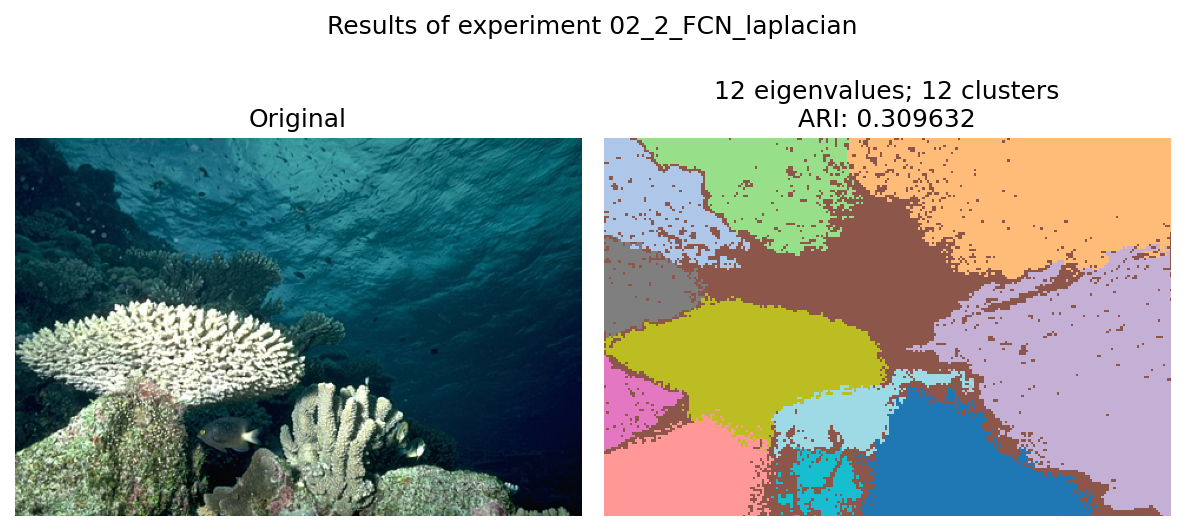 Results of experiment 02_2_FCN_laplacian
Original
12 eigenvalues; 12 clusters
ARI: 0.309632